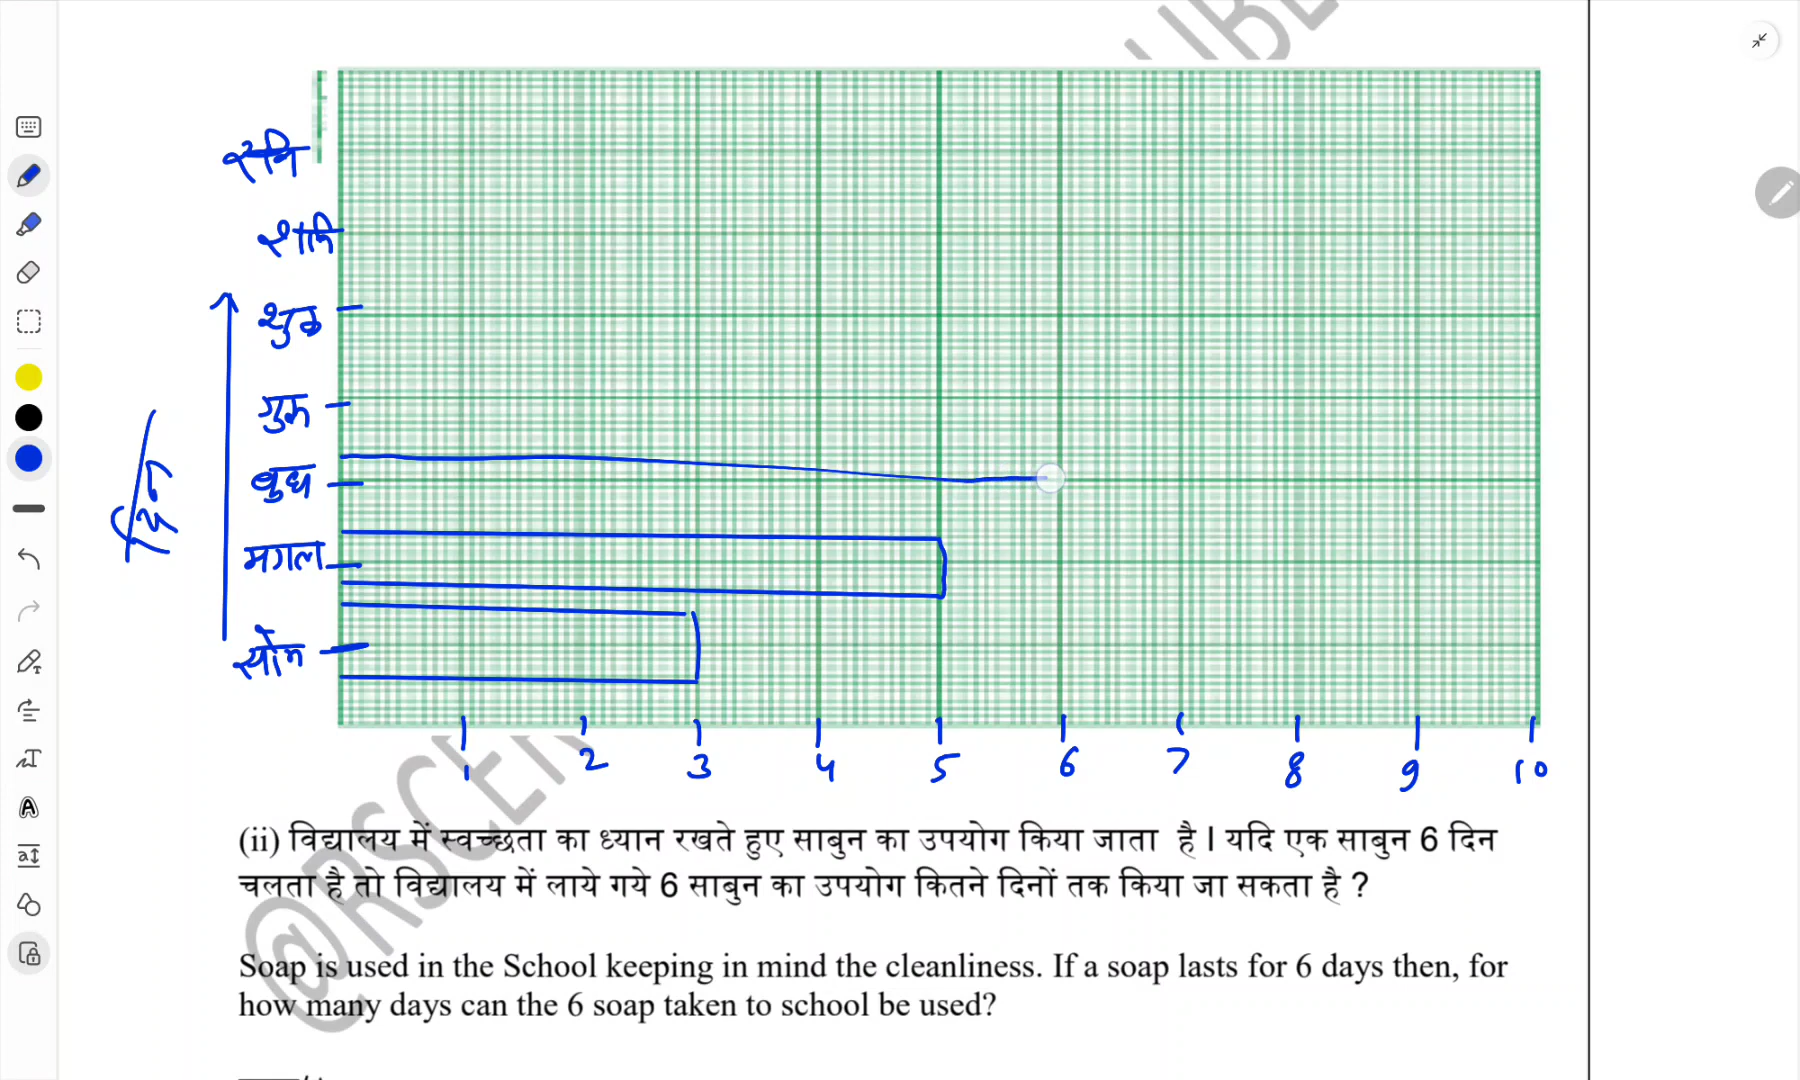 रवि
शनि
शुक्र
गुरु
बुध
मगल
सोम
दिन
1 2 3 4 5 6 7 8 9 10
(ii) विद्यालय में स्वच्छता का ध्यान रखते हुए साबुन का उपयोग किया जाता है । यदि एक साबुन 6 दिन
चलता है तो विद्यालय में लाये गये 6 साबुन का उपयोग कितने दिनों तक किया जा सकता है ?
Soap is used in the School keeping in mind the cleanliness. If a soap lasts for 6 days then, for
how many days can the 6 soap taken to school be used?